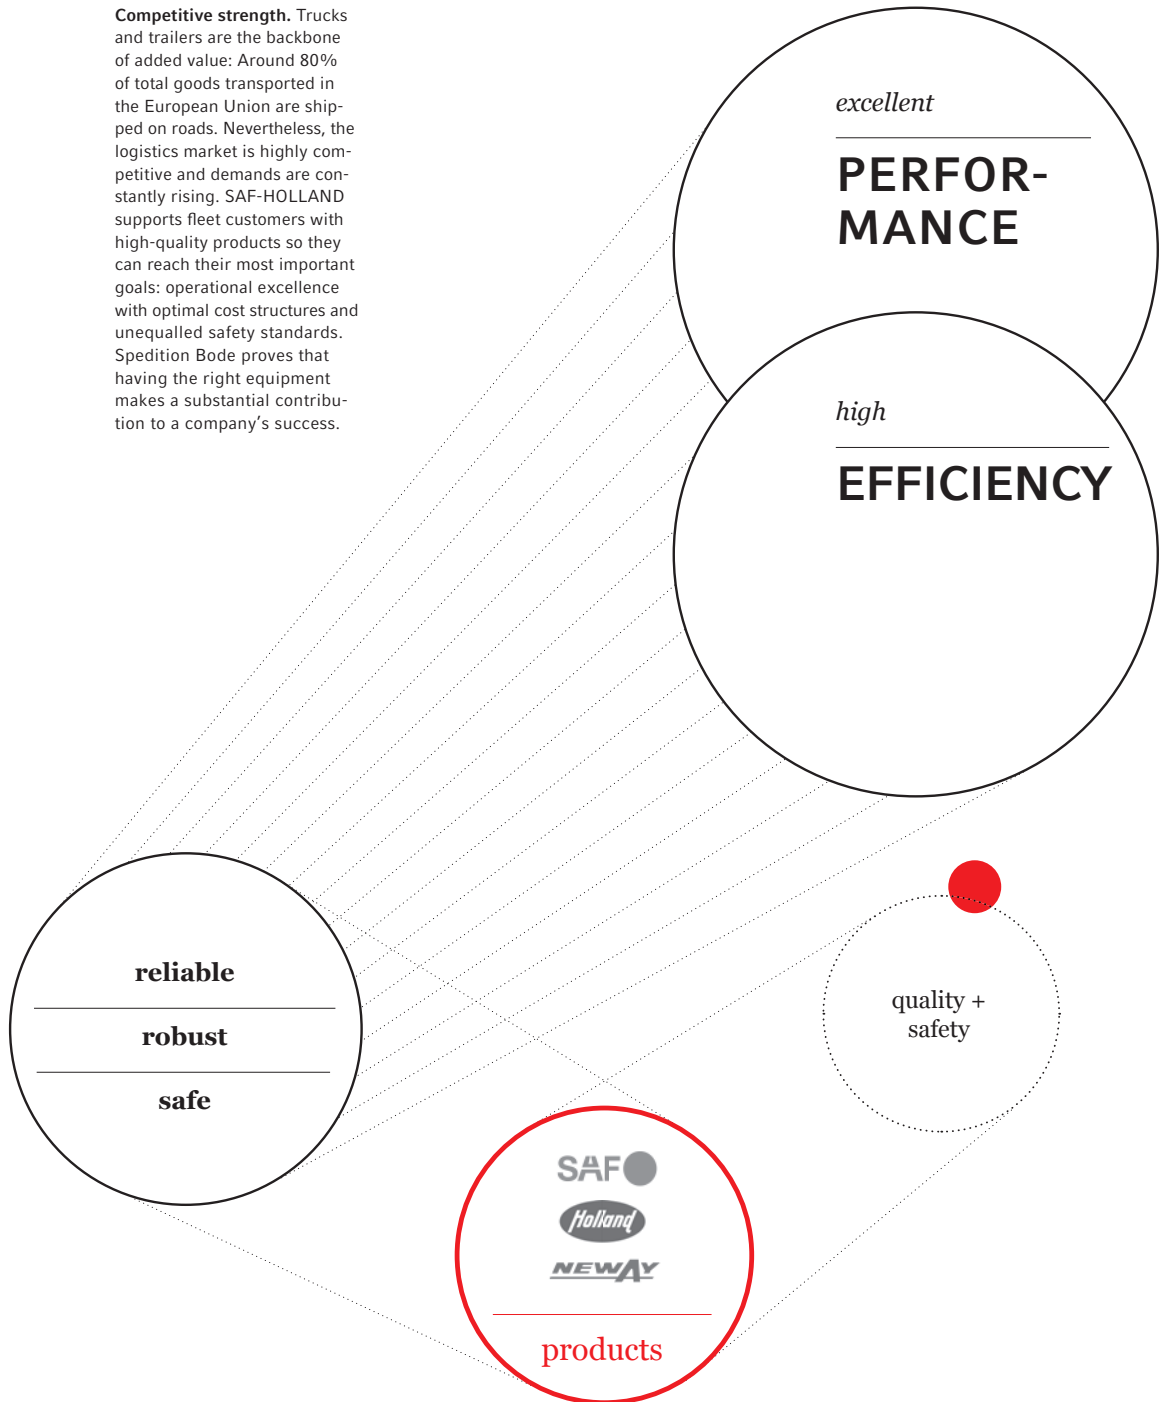 Competitive strength. Trucks
and trailers are the backbone
of added value: Around 80%
of total goods transported in
the European Union are ship-
ped on roads. Nevertheless, the
logistics market is highly com-
petitive and demands are con-
stantly rising. SAF-HOLLAND
supports fleet customers with
high-quality products so they
can reach their most important
goals: operational excellence
with optimal cost structures and
unequalled safety standards.
Spedition Bode proves that
having the right equipment
makes a substantial contribu-
tion to a company’s success.
excellent
PERFOR-
MANCE
high
EFFICIENCY
reliable
robust
safe
quality +
safety
SAF
Holland
NEWAY
products